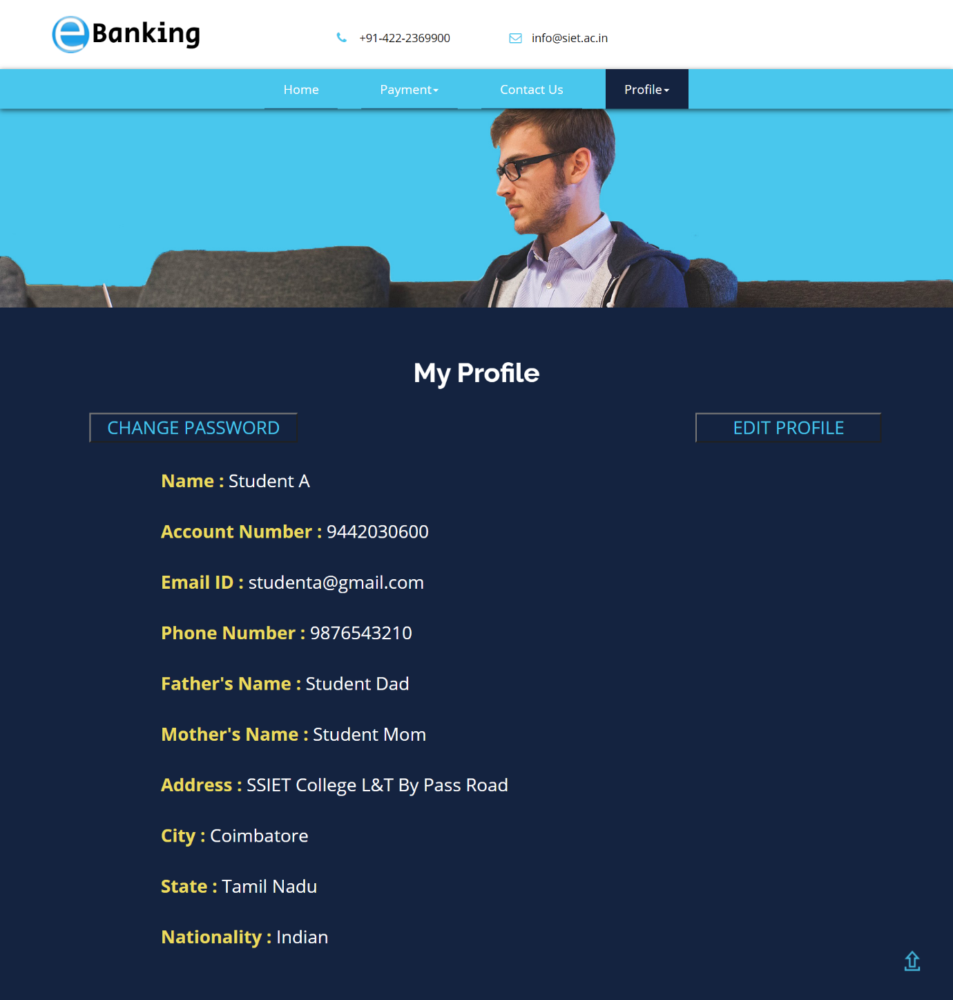 eBanking
+91-422-2369900
info@siet.ac.in
Home Payment Contact Us Profile
My Profile
CHANGE PASSWORD EDIT PROFILE
Name : Student A
Account Number : 9442030600
Email ID : studenta@gmail.com
Phone Number : 9876543210
Father's Name : Student Dad
Mother's Name : Student Mom
Address : SSIET College L&T By Pass Road
City : Coimbatore
State : Tamil Nadu
Nationality : Indian